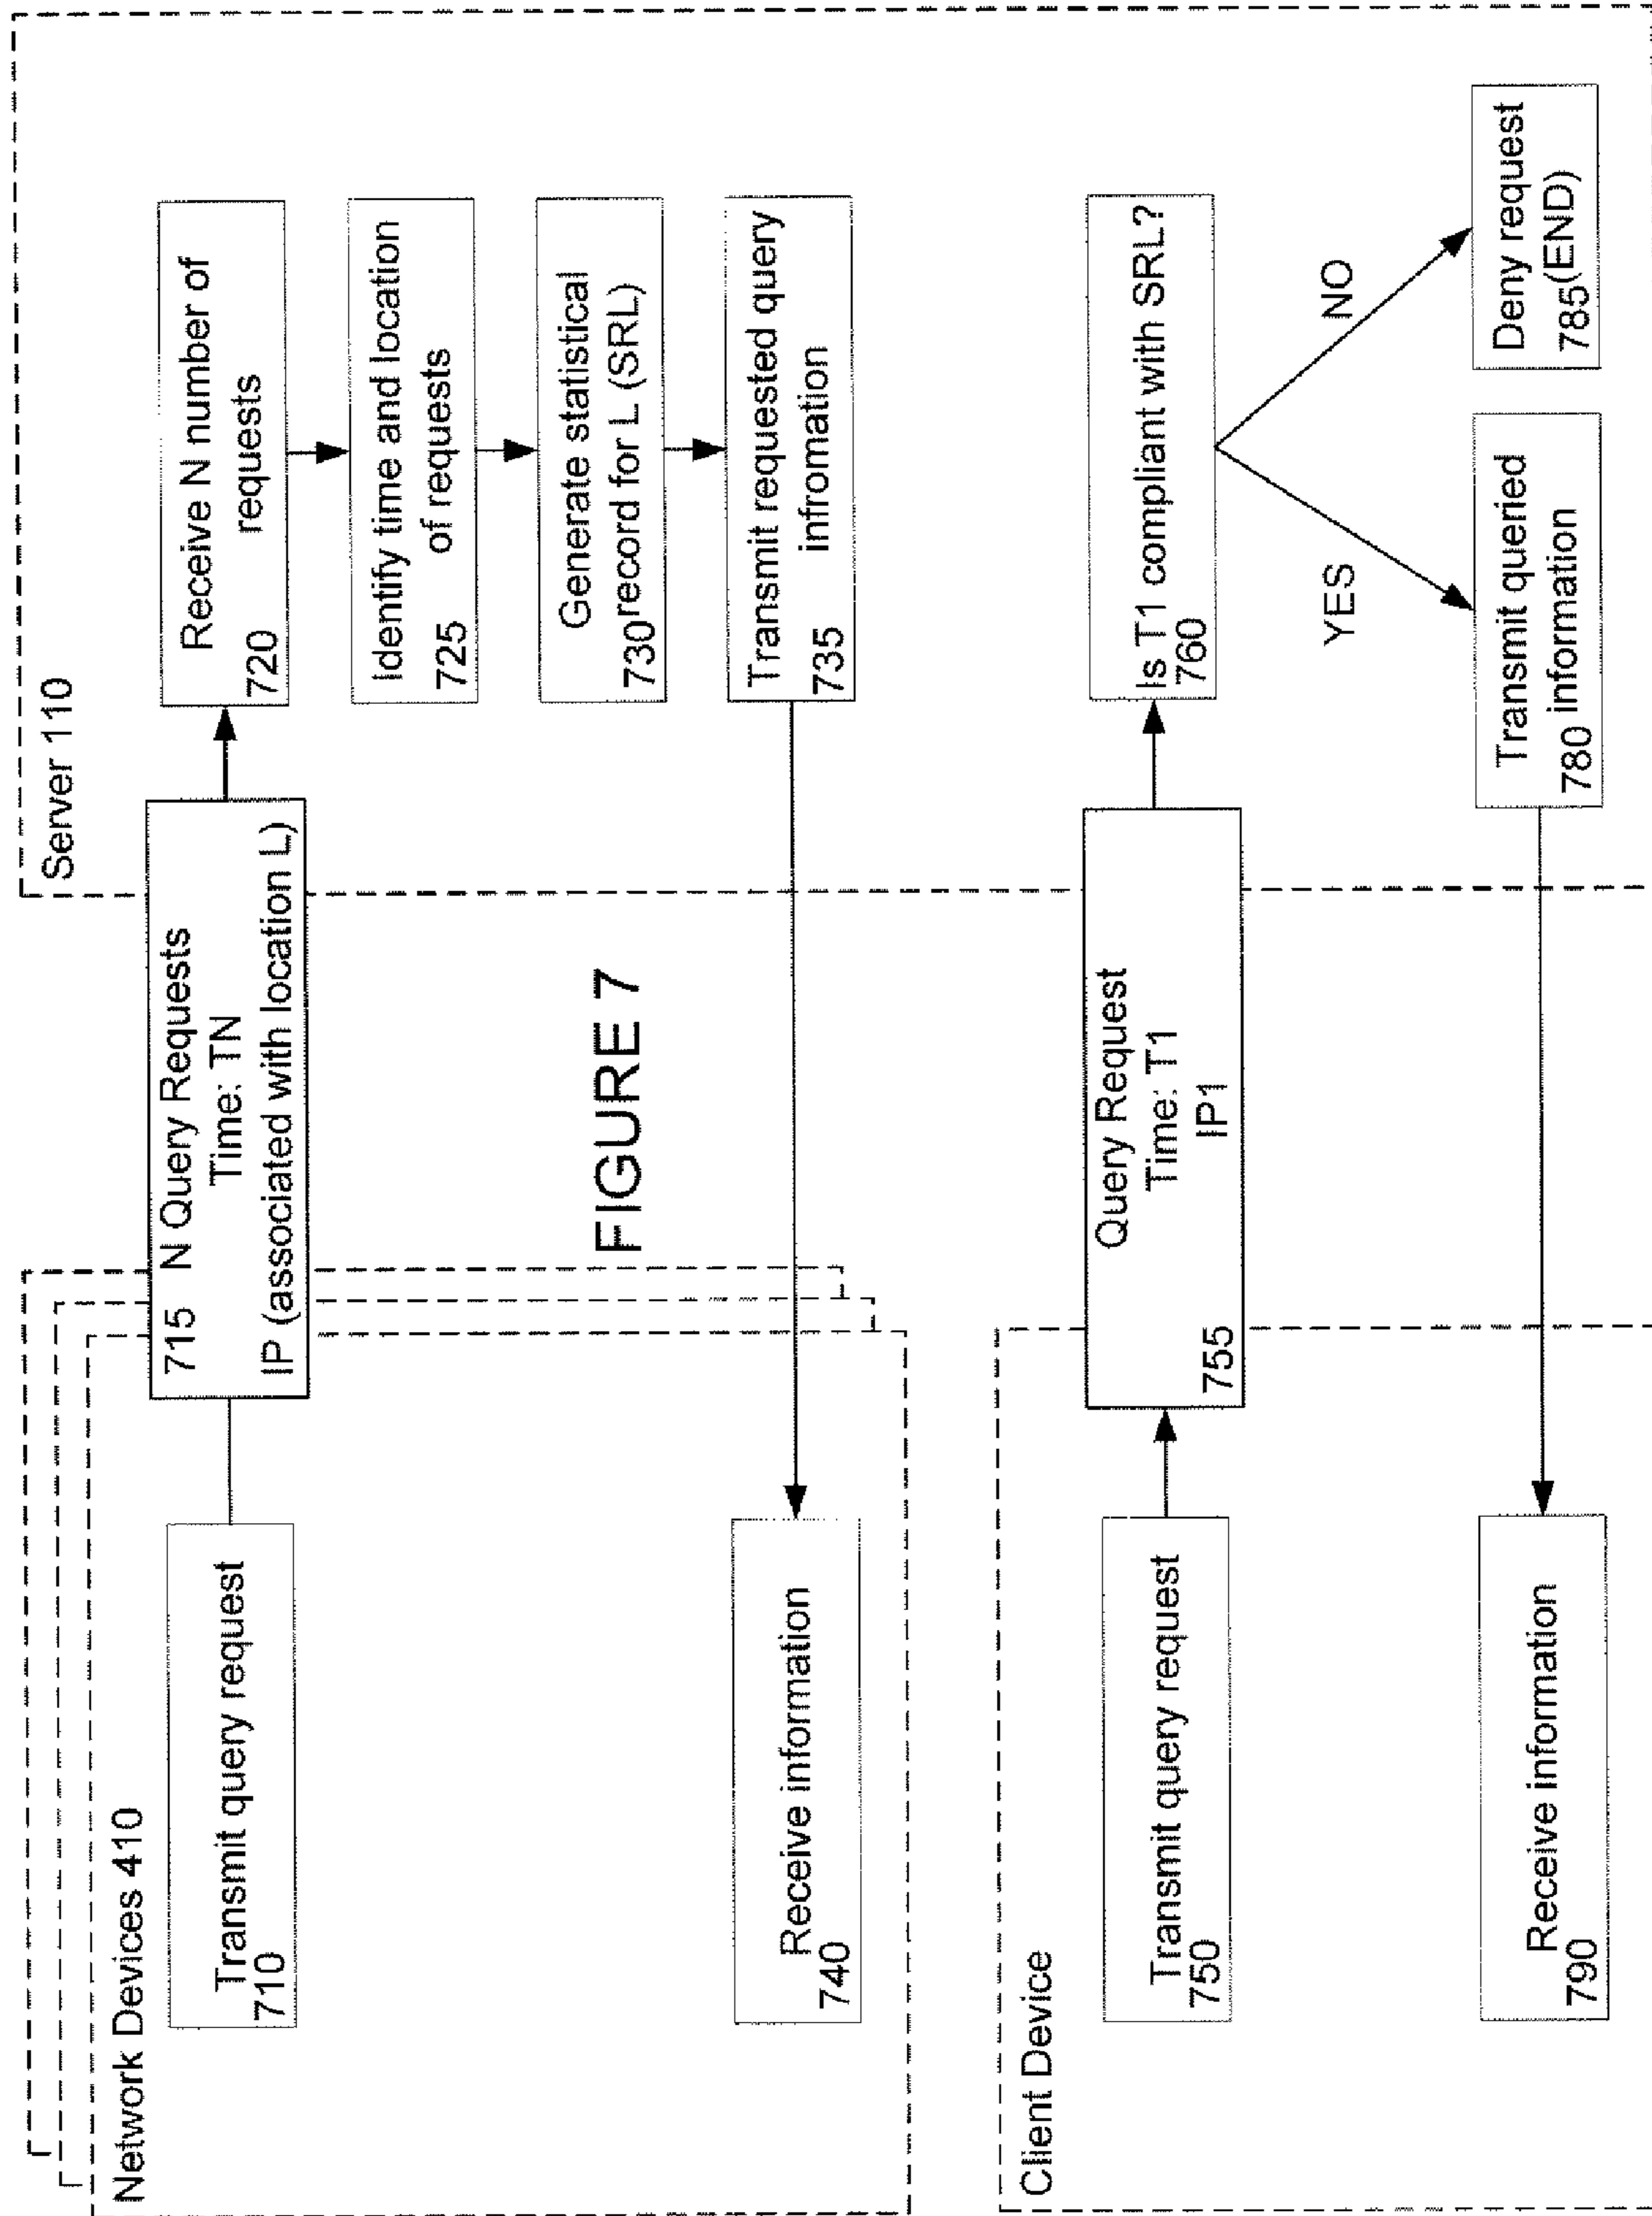 Server 110
Network Devices 410
Transmit query request
710
715 N Query Requests
Time: TN
IP (associated with location L)
Receive N number of
requests
720
Identify time and location
of requests
725
Generate statistical
730 record for L (SRL)
Transmit requested query
infromation
735
Receive information
740
FIGURE 7
Client Device
Transmit query request
750
Query Request
Time: T1
IP1
755
Is T1 compliant with SRL?
760
YES
NO
Transmit queried
information
780
Deny request
785 (END)
Receive information
790